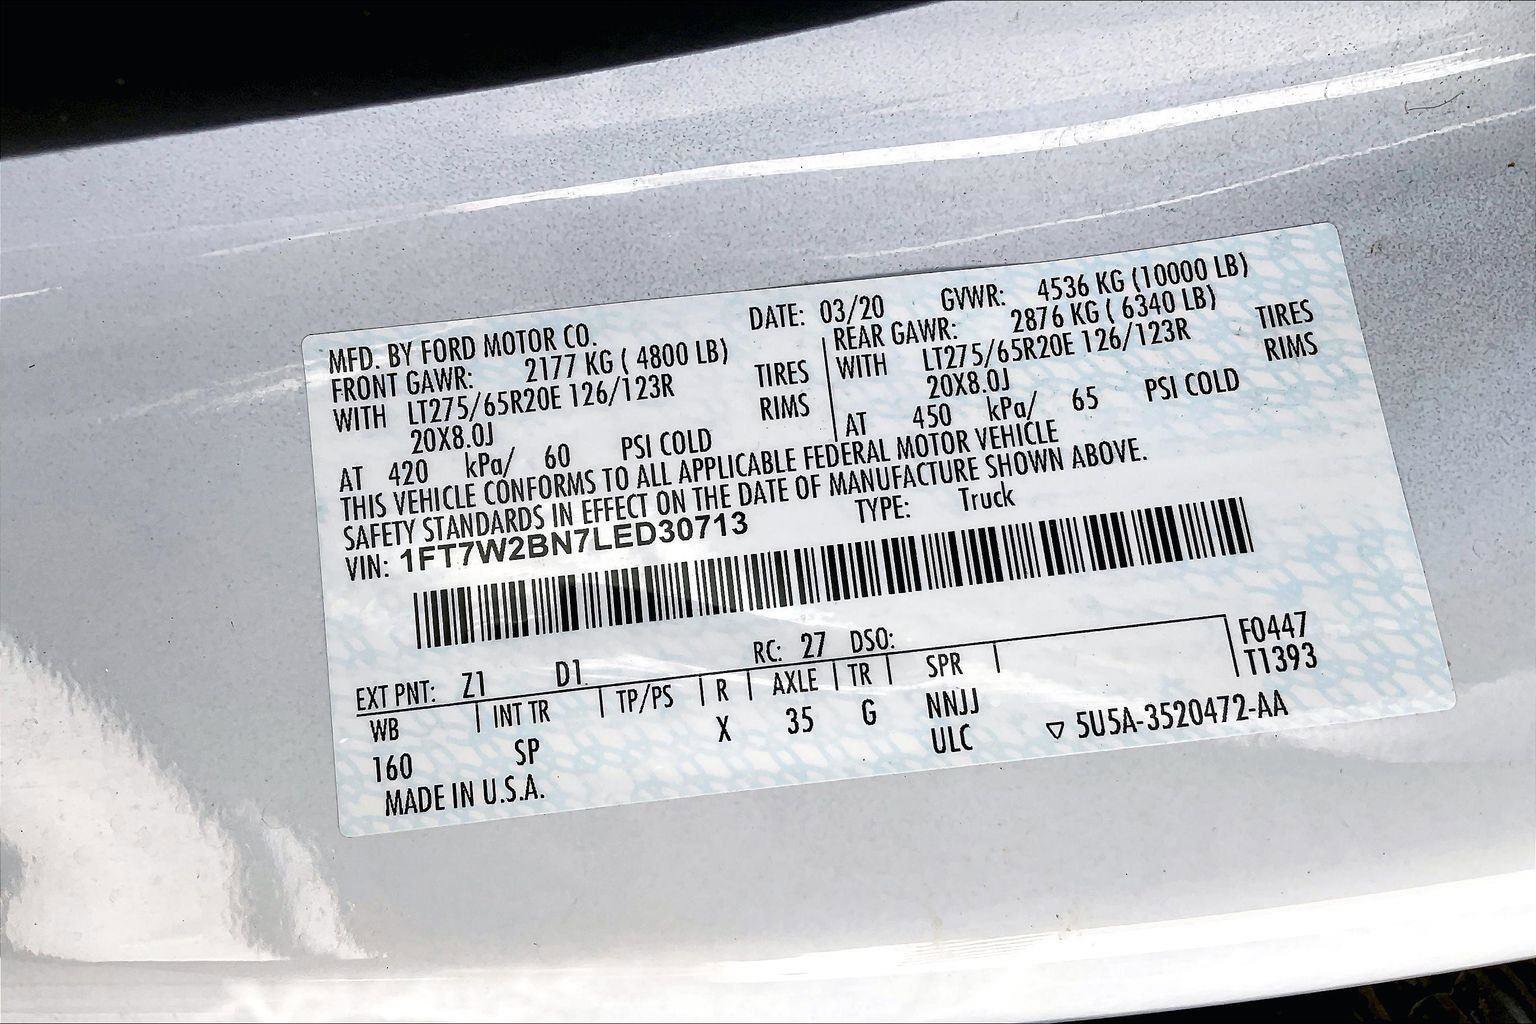 MFD. BY FORD MOTOR CO. DATE: 03/20 GVWR: 4536 KG (10000 LB)
FRONT GAWR: 2177 KG ( 4800 LB)
WITH LT275/65R20E 126/123R TIRES
20X8.0J RIMS
AT 420 kPa/ 60 PSI COLD
REAR GAWR: 2876 KG ( 6340 LB)
WITH LT275/65R20E 126/123R TIRES
20X8.0J RIMS
AT 450 kPa/ 65 PSI COLD
THIS VEHICLE CONFORMS TO ALL APPLICABLE FEDERAL MOTOR VEHICLE
SAFETY STANDARDS IN EFFECT ON THE DATE OF MANUFACTURE SHOWN ABOVE.
VIN: 1FT7W2BN7LED30713 TYPE: Truck
EXT PNT: Z1 D1 RC: 27 DSO: F0447
WB INT TR TP/PS R AXLE TR SPR T1393
160 SP X 35 G NNJJ
ULC ▽ 5U5A-3520472-AA
MADE IN U.S.A.